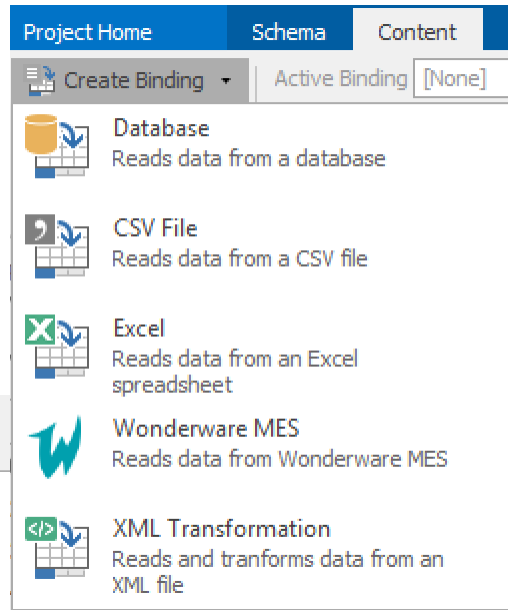 Project Home Schema Content
Create Binding Active Binding [None]
Database
Reads data from a database
CSV File
Reads data from a CSV file
Excel
Reads data from an Excel
spreadsheet
Wonderware MES
Reads data from Wonderware MES
XML Transformation
Reads and tranforms data from an
XML file